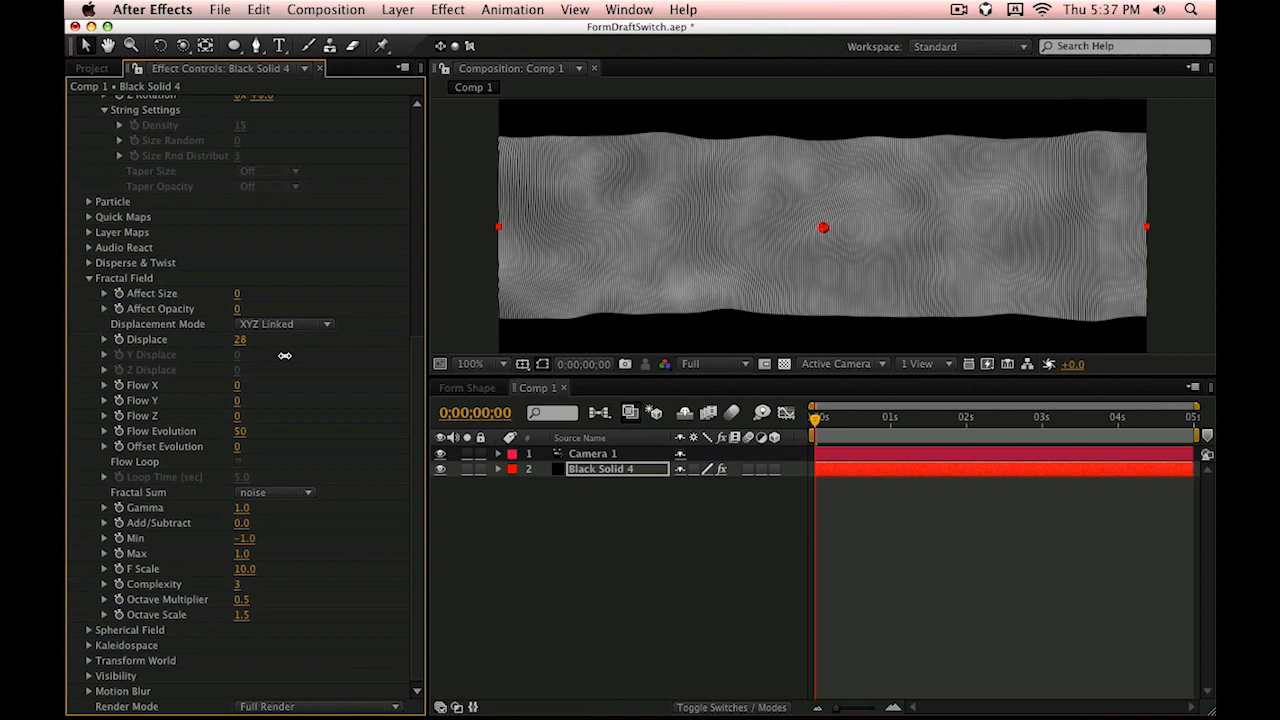 After Effects File Edit Composition Layer Effect Animation View Window Help Thu 5:37 PM
FormDraftSwitch.aep *
Workspace: Standard Search Help
Project Effect Controls: Black Solid 4
Comp 1 • Black Solid 4
Z Rotation 0x +0.0
String Settings
Density 15
Size Random 0
Size Rnd Distribut 3
Taper Size Off
Taper Opacity Off
Particle
Quick Maps
Layer Maps
Audio React
Disperse & Twist
Fractal Field
Affect Size 0
Affect Opacity 0
Displacement Mode XYZ Linked
Displace 28
Y Displace 0
Z Displace 0
Flow X 0
Flow Y 0
Flow Z 0
Flow Evolution 50
Offset Evolution 0
Flow Loop
Loop Time [sec] 5.0
Fractal Sum noise
Gamma 1.0
Add/Subtract 0.0
Min -1.0
Max 1.0
F Scale 10.0
Complexity 3
Octave Multiplier 0.5
Octave Scale 1.5
Spherical Field
Kaleidospace
Transform World
Visibility
Motion Blur
Render Mode Full Render
Composition: Comp 1
Comp 1
100% 0;00;00;00 Full Active Camera 1 View +0.0
Form Shape Comp 1
0;00;00;00
01s 02s 03s 04s 05s
# Source Name
1 Camera 1
2 Black Solid 4
Toggle Switches / Modes